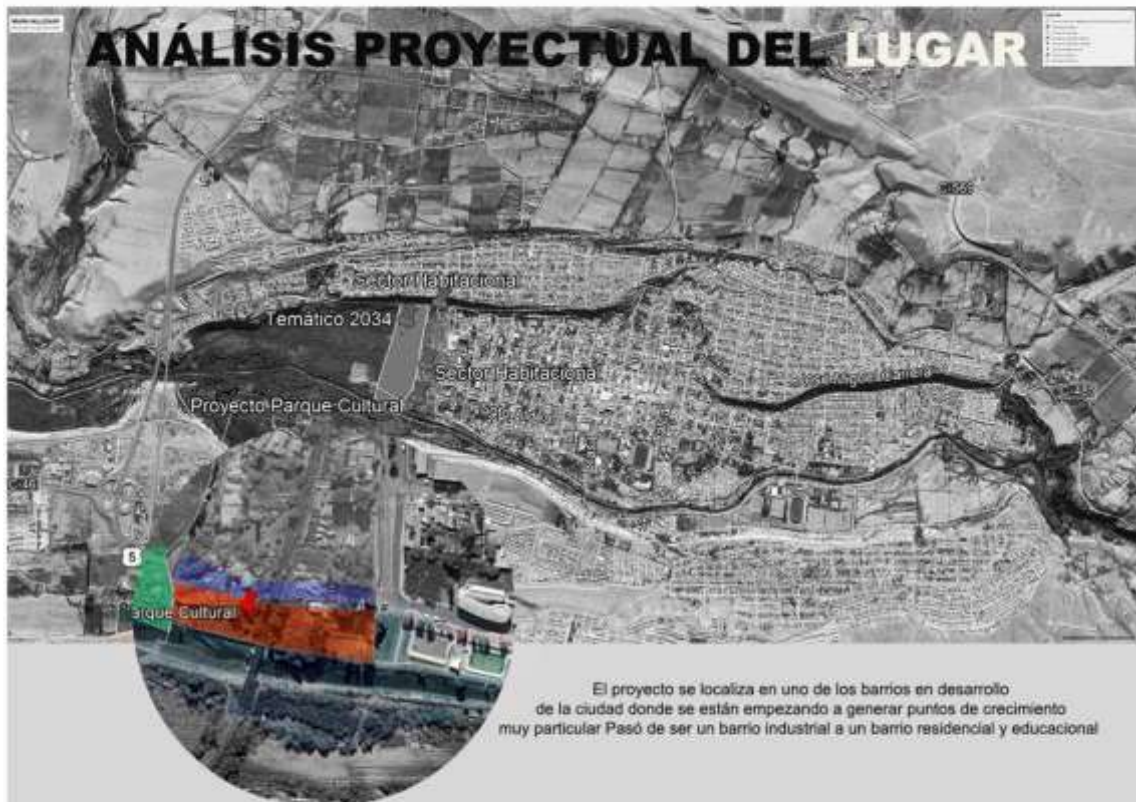 ANÁLISIS PROYECTUAL DEL LUGAR
Sector Habitacional
Temático 2034
Sector Habitaciona
Proyecto Parque Cultural
5
arque Cultural
El proyecto se localiza en uno de los barrios en desarrollo
de la ciudad donde se están empezando a generar puntos de crecimiento
muy particular Pasó de ser un barrio industrial a un barrio residencial y educacional